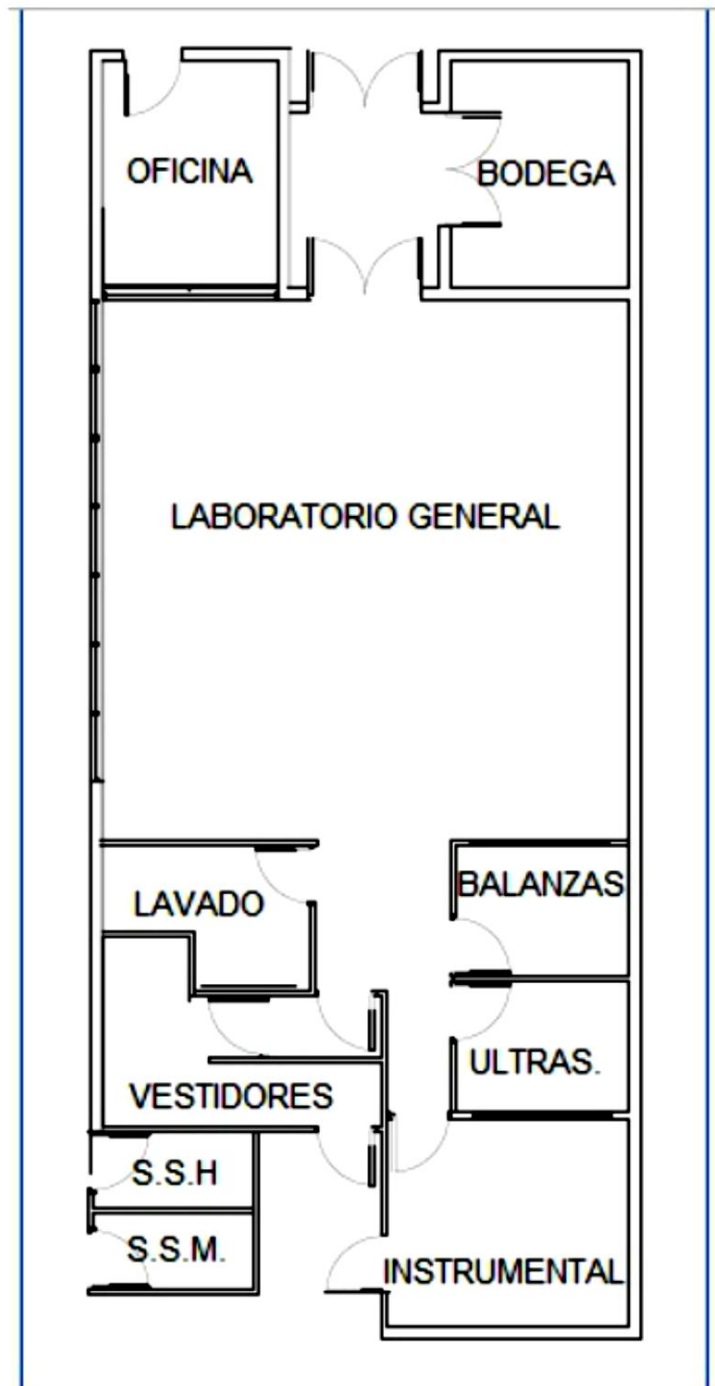 OFICINA
BODEGA
LABORATORIO GENERAL
LAVADO
BALANZAS
ULTRAS.
VESTIDORES
S.S.H
S.S.M.
INSTRUMENTAL